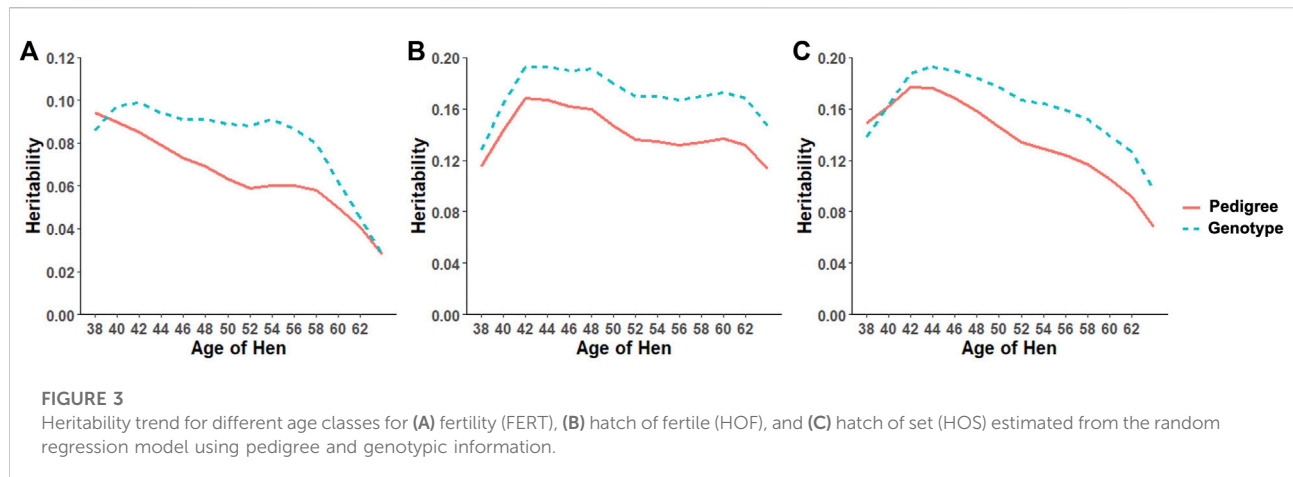 A
B
C
0.12
0.10
0.08
0.06
0.04
0.02
0.00
Heritability
38 40 42 44 46 48 50 52 54 56 58 60 62
Age of Hen
0.20
0.16
0.12
0.08
0.04
0.00
Heritability
38 40 42 44 46 48 50 52 54 56 58 60 62
Age of Hen
0.20
0.16
0.12
0.08
0.04
0.00
Heritability
38 40 42 44 46 48 50 52 54 56 58 60 62
Age of Hen
Pedigree
Genotype
FIGURE 3
Heritability trend for different age classes for (A) fertility (FERT), (B) hatch of fertile (HOF), and (C) hatch of set (HOS) estimated from the random
regression model using pedigree and genotypic information.